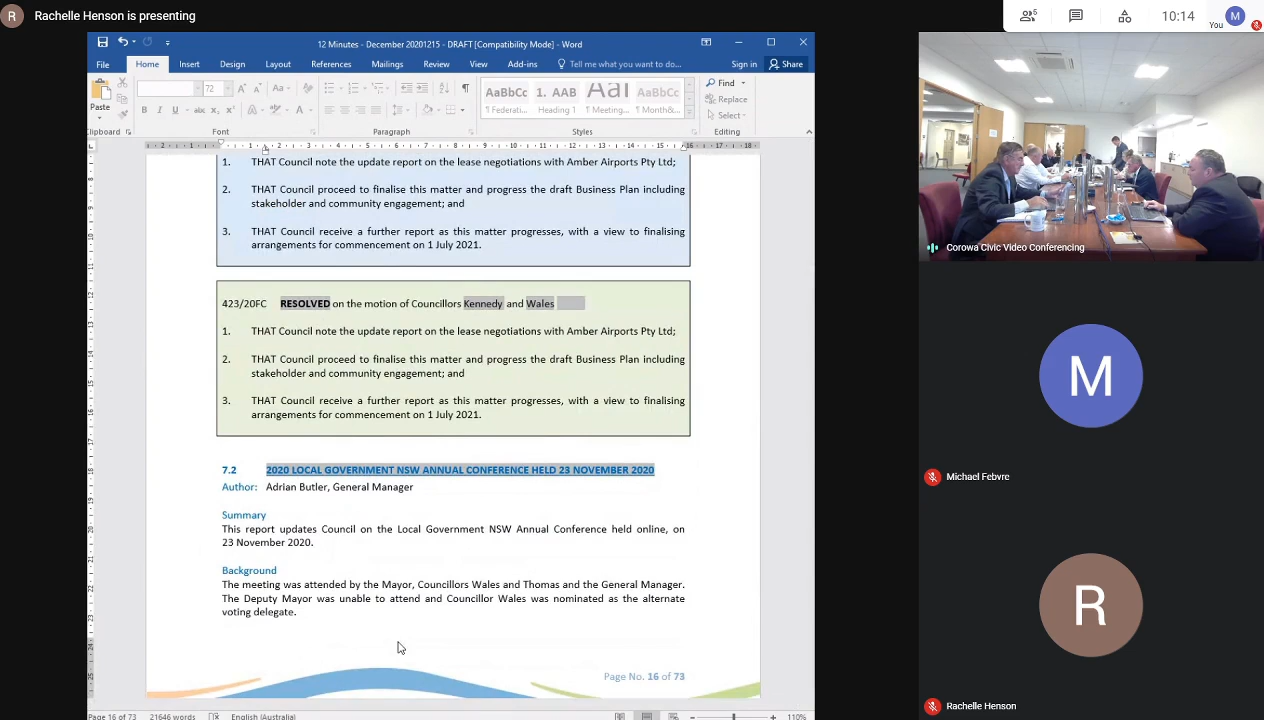 R
Rachelle Henson is presenting
5
10:14
M
You
12 Minutes - December 20201215 - DRAFT [Compatibility Mode] - Word
File
Home
Insert
Design
Layout
References
Mailings
Review
View
Add-ins
Tell me what you want to do...
Sign in
Share
Paste
72
Clipboard
Font
Paragraph
Styles
Editing
AaBbCc
1. AAB
AaBbCc
¶ Federati...
Heading 1
¶ Meeting...
¶ Month&...
Find
Replace
Select
1. THAT Council note the update report on the lease negotiations with Amber Airports Pty Ltd;
2. THAT Council proceed to finalise this matter and progress the draft Business Plan including
stakeholder and community engagement; and
3. THAT Council receive a further report as this matter progresses, with a view to finalising
arrangements for commencement on 1 July 2021.
423/20FC RESOLVED on the motion of Councillors Kennedy and Wales
1. THAT Council note the update report on the lease negotiations with Amber Airports Pty Ltd;
2. THAT Council proceed to finalise this matter and progress the draft Business Plan including
stakeholder and community engagement; and
3. THAT Council receive a further report as this matter progresses, with a view to finalising
arrangements for commencement on 1 July 2021.
7.2 2020 LOCAL GOVERNMENT NSW ANNUAL CONFERENCE HELD 23 NOVEMBER 2020
Author: Adrian Butler, General Manager
Summary
This report updates Council on the Local Government NSW Annual Conference held online, on
23 November 2020.
Background
The meeting was attended by the Mayor, Councillors Wales and Thomas and the General Manager.
The Deputy Mayor was unable to attend and Councillor Wales was nominated as the alternate
voting delegate.
Page No. 16 of 73
Page 16 of 73
21646 words
English (Australia)
110%
Corowa Civic Video Conferencing
M
Michael Febvre
R
Rachelle Henson